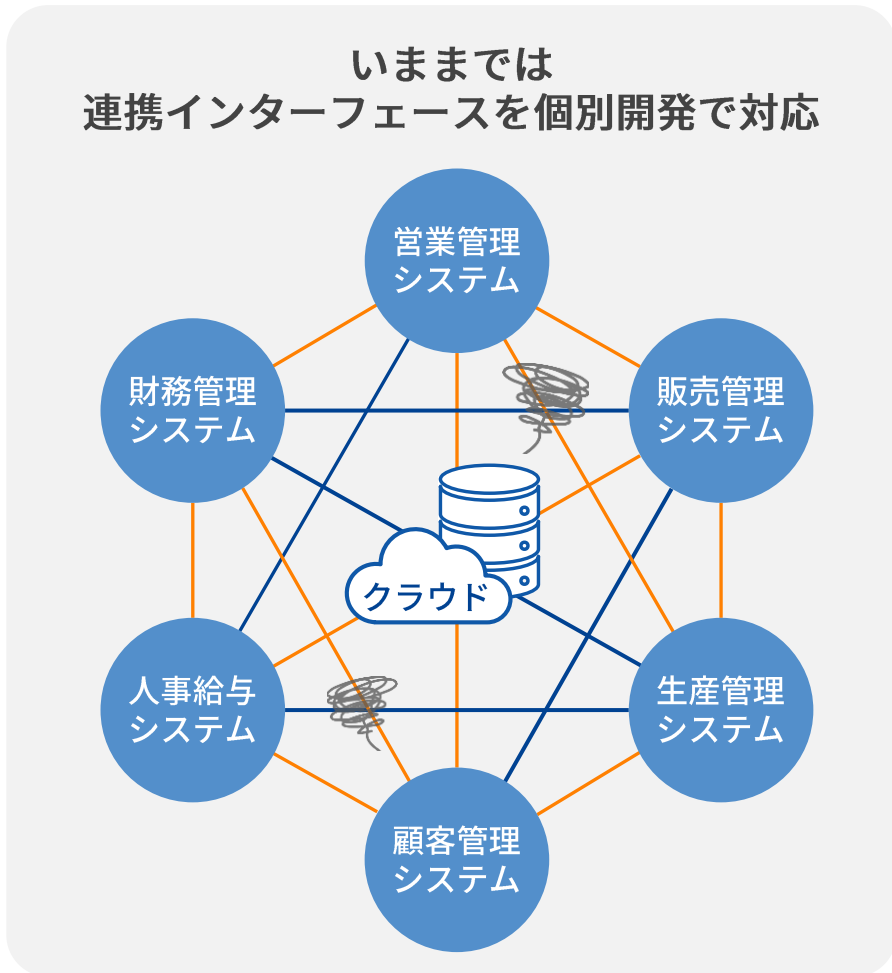 いままでは
連携インターフェースを個別開発で対応
営業管理
システム
財務管理
システム
販売管理
システム
クラウド
人事給与
システム
生産管理
システム
顧客管理
システム